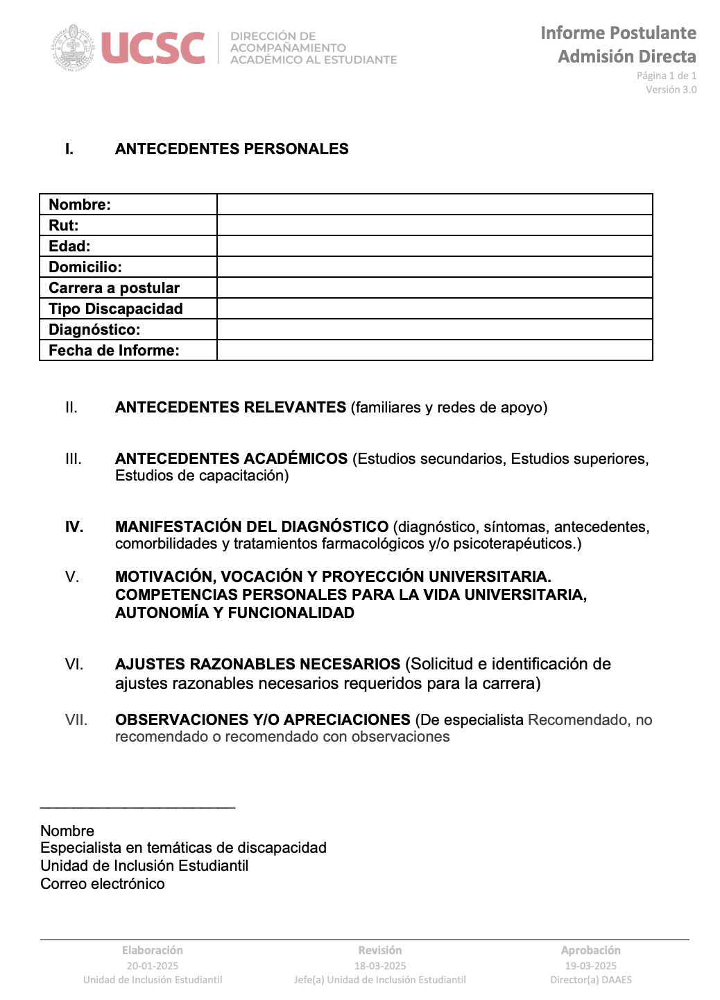 UCSC
DIRECCIÓN DE
ACOMPAÑAMIENTO
ACADÉMICO AL ESTUDIANTE
Informe Postulante
Admisión Directa
Página 1 de 1
Versión 3.0
I. ANTECEDENTES PERSONALES
Nombre:
Rut:
Edad:
Domicilio:
Carrera a postular
Tipo Discapacidad
Diagnóstico:
Fecha de Informe:
II. ANTECEDENTES RELEVANTES (familiares y redes de apoyo)
III. ANTECEDENTES ACADÉMICOS (Estudios secundarios, Estudios superiores,
Estudios de capacitación)
IV. MANIFESTACIÓN DEL DIAGNÓSTICO (diagnóstico, síntomas, antecedentes,
comorbilidades y tratamientos farmacológicos y/o psicoterapéuticos.)
V. MOTIVACIÓN, VOCACIÓN Y PROYECCIÓN UNIVERSITARIA.
COMPETENCIAS PERSONALES PARA LA VIDA UNIVERSITARIA,
AUTONOMÍA Y FUNCIONALIDAD
VI. AJUSTES RAZONABLES NECESARIOS (Solicitud e identificación de
ajustes razonables necesarios requeridos para la carrera)
VII. OBSERVACIONES Y/O APRECIACIONES (De especialista Recomendado, no
recomendado o recomendado con observaciones
Nombre
Especialista en temáticas de discapacidad
Unidad de Inclusión Estudiantil
Correo electrónico
Elaboración
20-01-2025
Unidad de Inclusión Estudiantil
Revisión
18-03-2025
Jefe(a) Unidad de Inclusión Estudiantil
Aprobación
19-03-2025
Director(a) DAAES